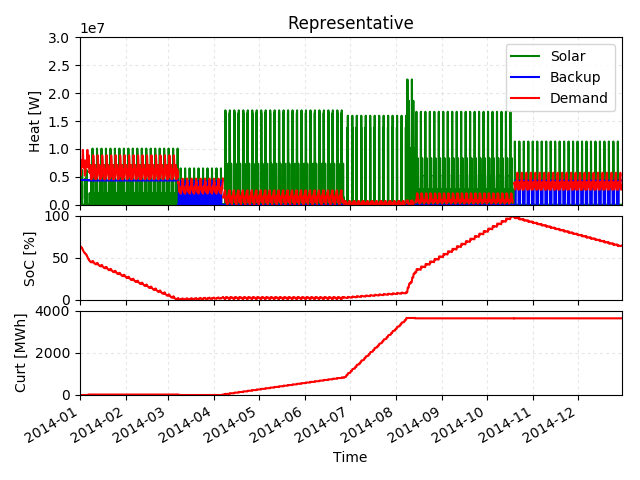 Representative
1e7
3.0
2.5
2.0
1.5
1.0
0.5
0.0
Heat [W]
Solar
Backup
Demand
100
50
0
SoC [%]
4000
2000
0
Curt [MWh]
2014-01
2014-02
2014-03
2014-04
2014-05
2014-06
2014-07
2014-08
2014-09
2014-10
2014-11
2014-12
Time